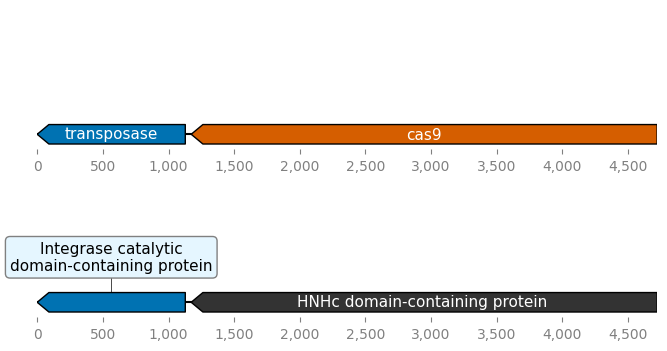 transposase
cas9
0 500 1,000 1,500 2,000 2,500 3,000 3,500 4,000 4,500
Integrase catalytic
domain-containing protein
HNHc domain-containing protein
0 500 1,000 1,500 2,000 2,500 3,000 3,500 4,000 4,500